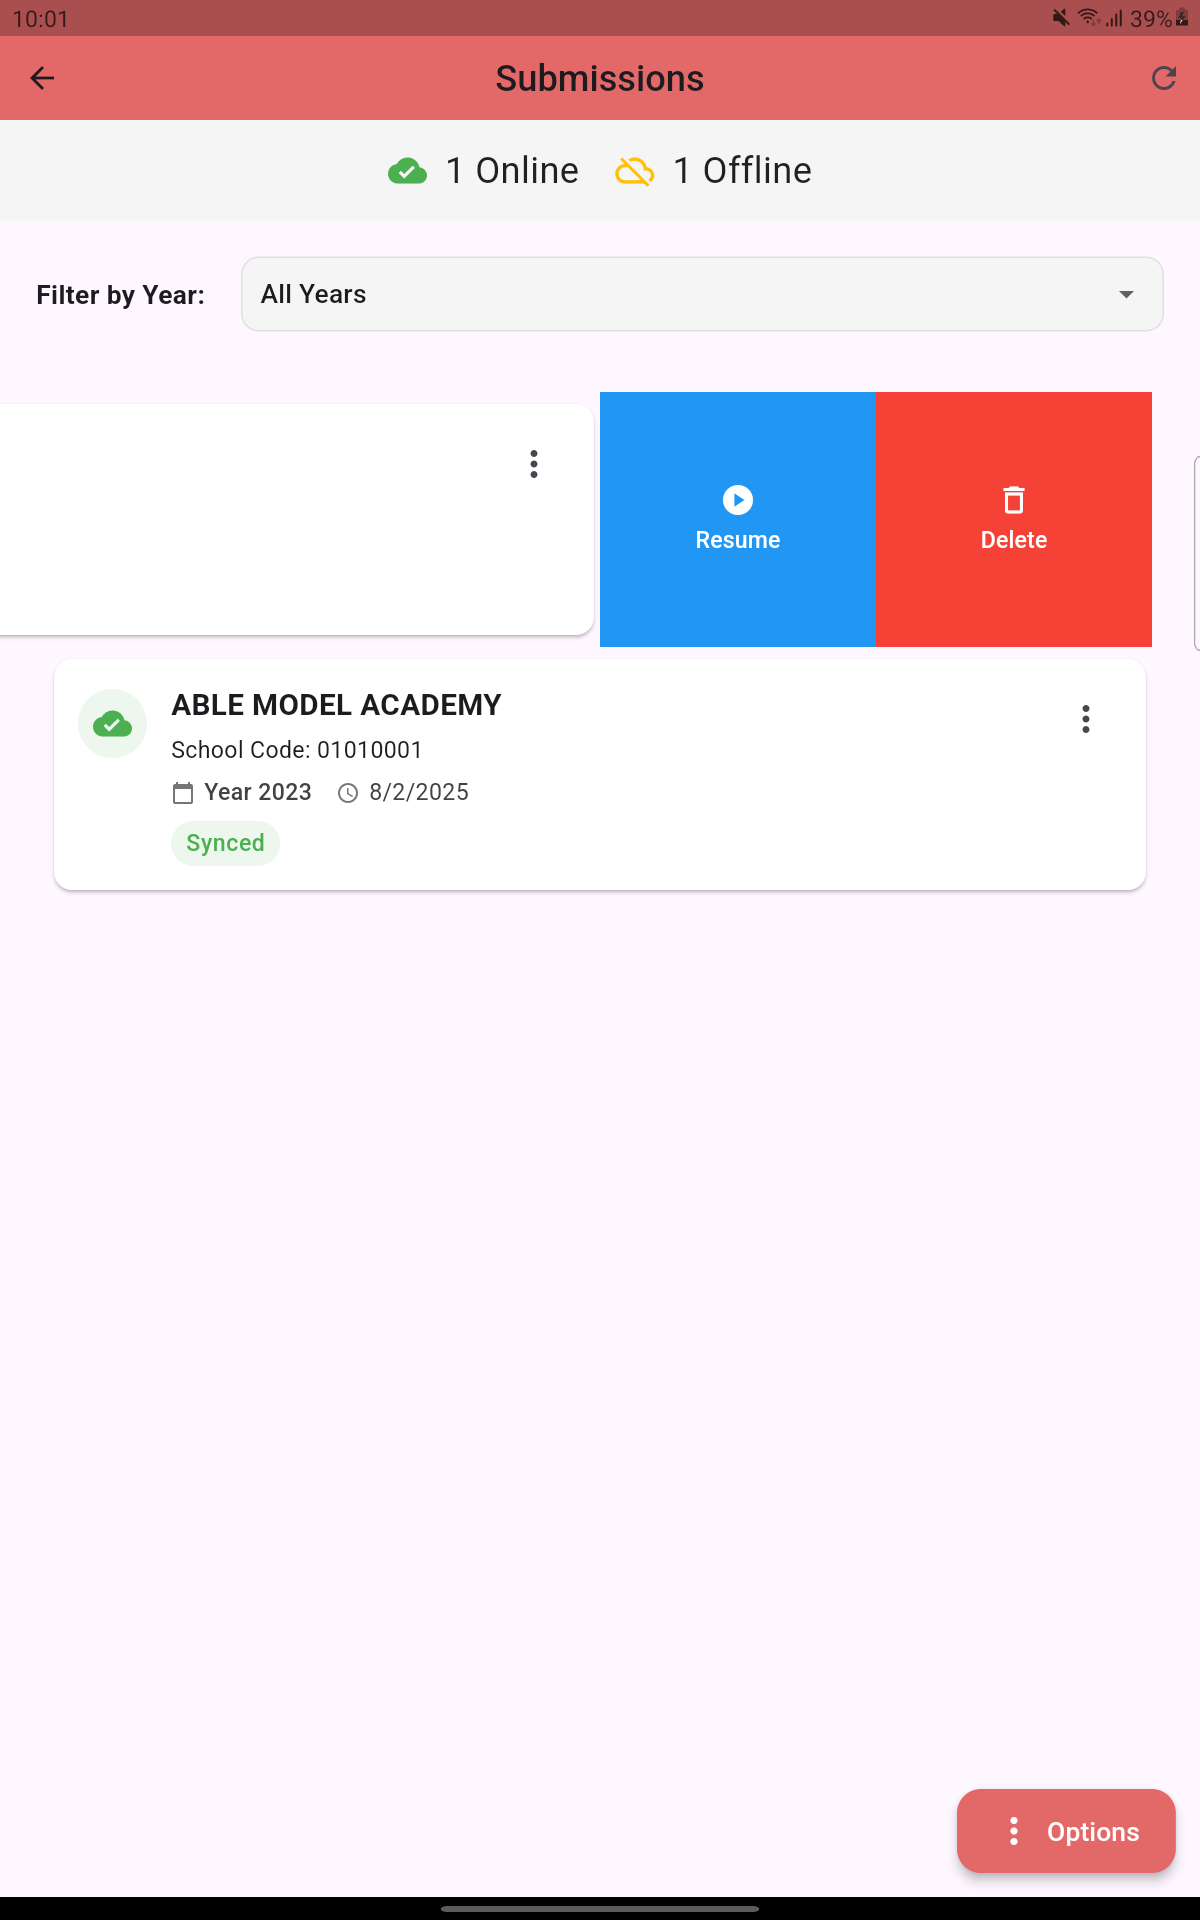 10:01
39%
Submissions
1 Online
1 Offline
Filter by Year:
All Years
Resume
Delete
ABLE MODEL ACADEMY
School Code: 01010001
Year 2023
8/2/2025
Synced
Options